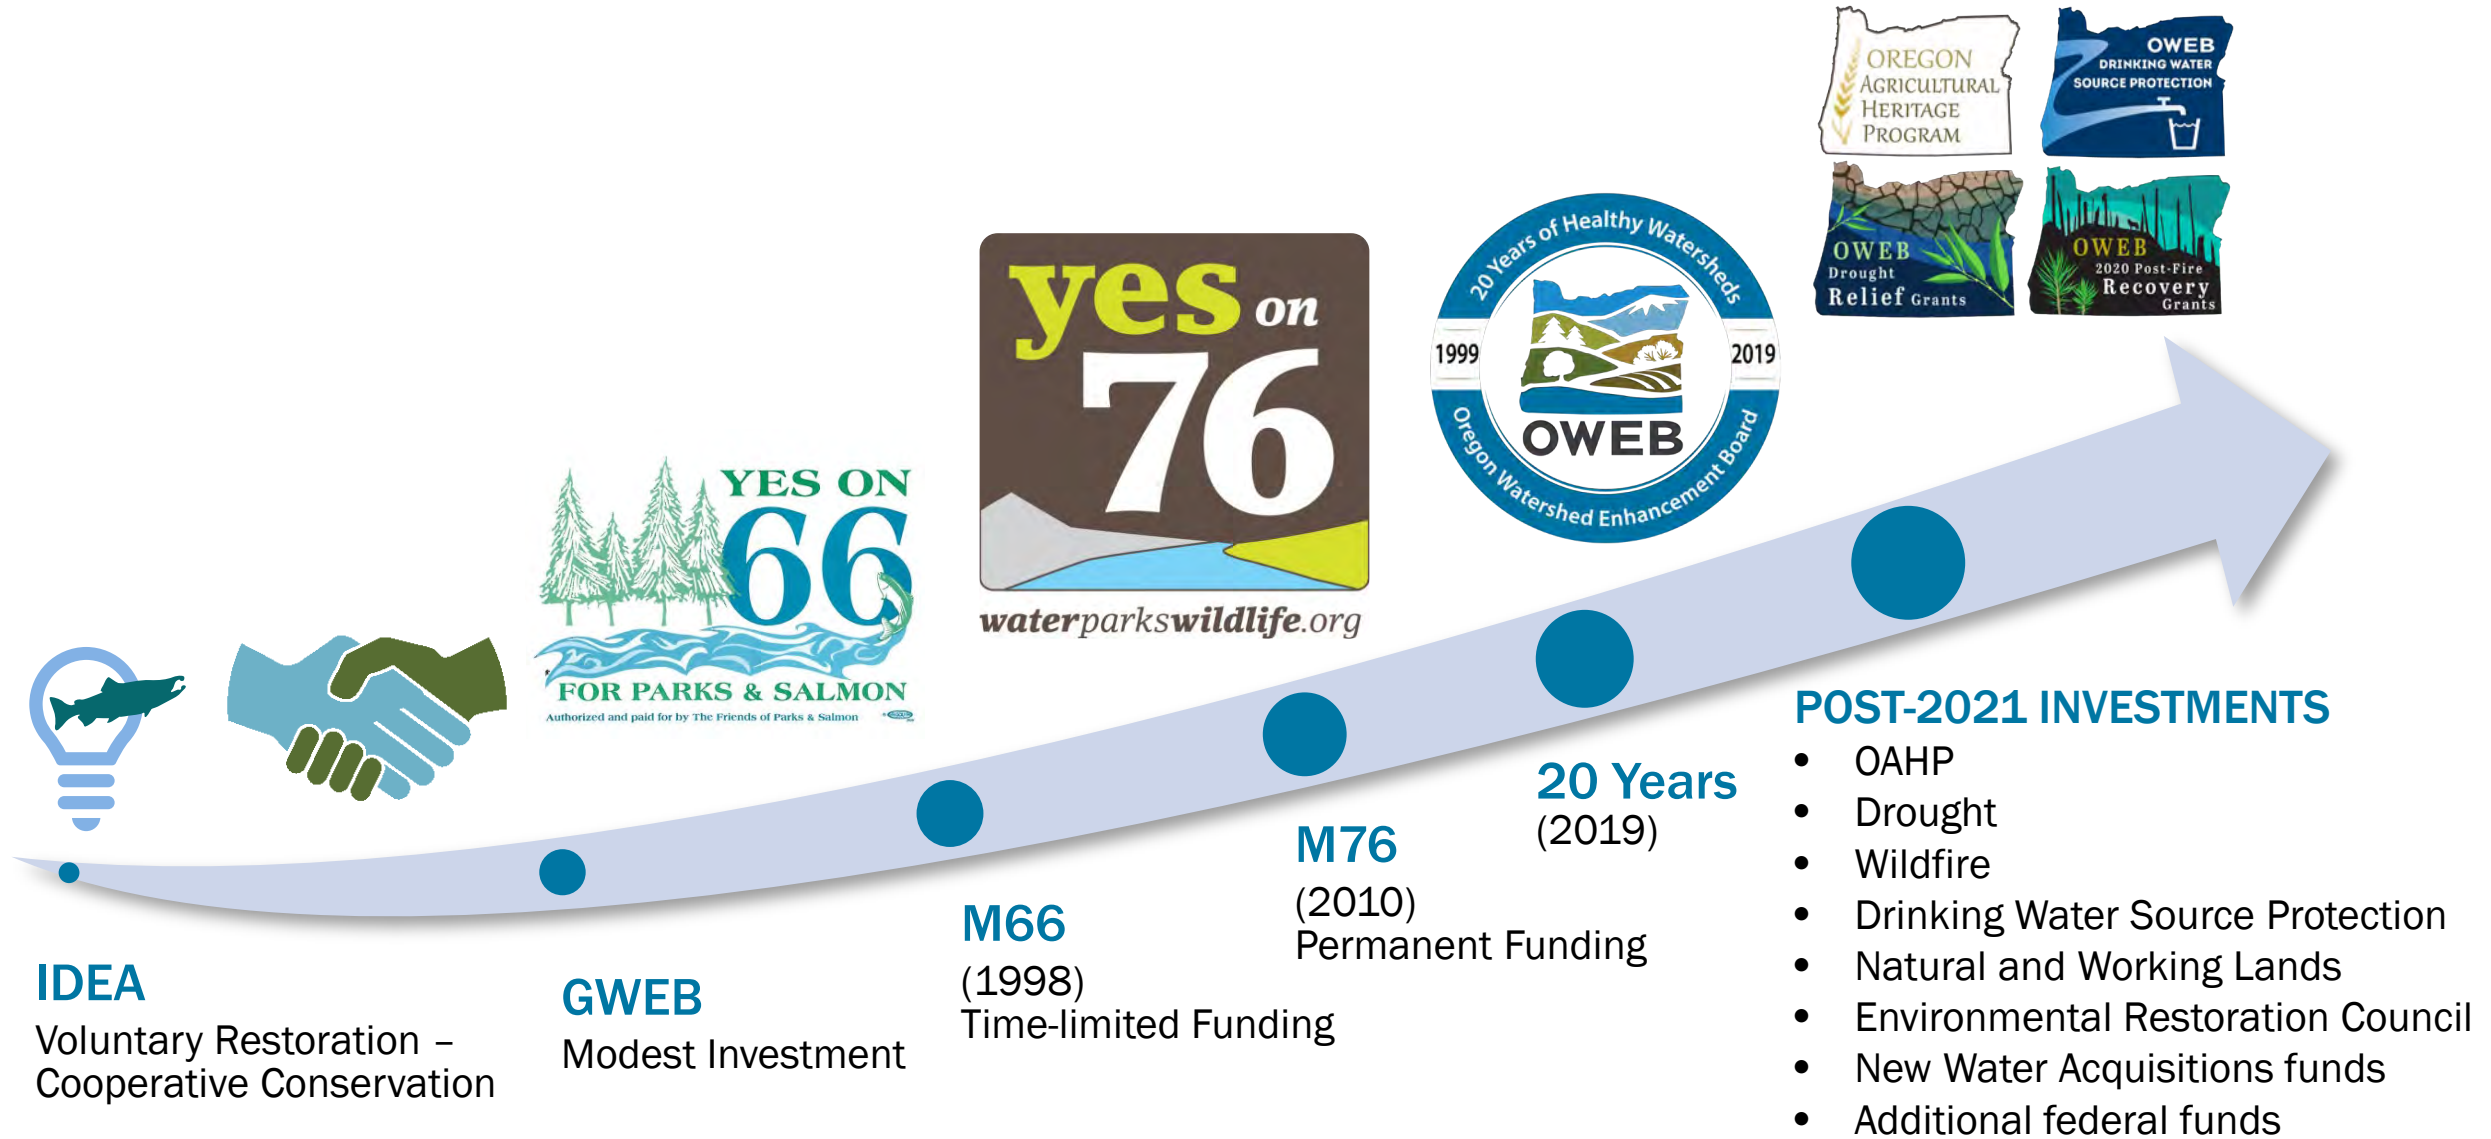 OREGON
AGRICULTURAL
HERITAGE
PROGRAM
OWEB
DRINKING WATER
SOURCE PROTECTION
OWEB
Drought
Relief Grants
OWEB
2020 Post-Fire
Recovery
Grants
20 Years of Healthy Watersheds
1999
2019
OWEB
Oregon Watershed Enhancement Board
yes on
76
waterparkswildlife.org
YES ON
66
FOR PARKS & SALMON
Authorized and paid for by The Friends of Parks & Salmon
IDEA
Voluntary Restoration –
Cooperative Conservation
GWEB
Modest Investment
M66
(1998)
Time-limited Funding
M76
(2010)
Permanent Funding
20 Years
(2019)
POST-2021 INVESTMENTS
• OAHP
• Drought
• Wildfire
• Drinking Water Source Protection
• Natural and Working Lands
• Environmental Restoration Council
• New Water Acquisitions funds
• Additional federal funds